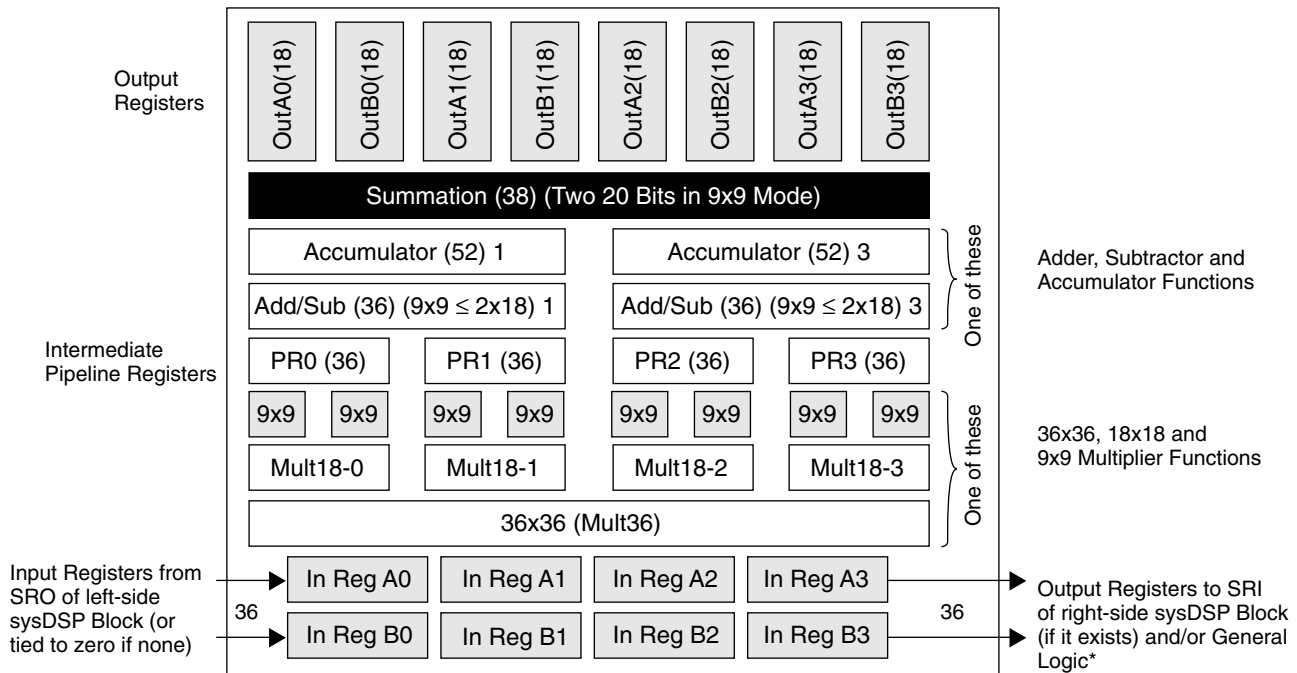 Output
Registers
OutA0(18)
OutB0(18)
OutA1(18)
OutB1(18)
OutA2(18)
OutB2(18)
OutA3(18)
OutB3(18)
Summation (38) (Two 20 Bits in 9x9 Mode)
Accumulator (52) 1
Accumulator (52) 3
Add/Sub (36) (9x9 ≤ 2x18) 1
Add/Sub (36) (9x9 ≤ 2x18) 3
One of these
Adder, Subtractor and
Accumulator Functions
Intermediate
Pipeline Registers
PR0 (36)
PR1 (36)
PR2 (36)
PR3 (36)
9x9
9x9
9x9
9x9
9x9
9x9
9x9
9x9
Mult18-0
Mult18-1
Mult18-2
Mult18-3
36x36 (Mult36)
One of these
36x36, 18x18 and
9x9 Multiplier Functions
Input Registers from
SRO of left-side
sysDSP Block (or
tied to zero if none)
36
In Reg A0
In Reg A1
In Reg A2
In Reg A3
In Reg B0
In Reg B1
In Reg B2
In Reg B3
36
Output Registers to SRI
of right-side sysDSP Block
(if it exists) and/or General
Logic*